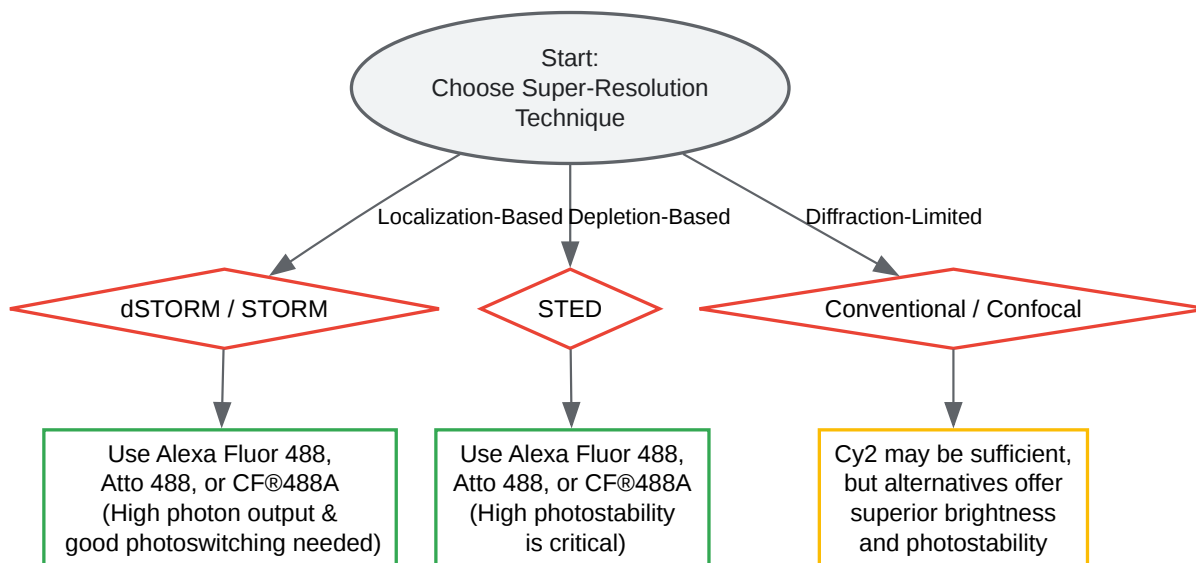 Start:
Choose Super-Resolution
Technique
Localization-Based
Depletion-Based
Diffraction-Limited
dSTORM / STORM
STED
Conventional / Confocal
Use Alexa Fluor 488,
Atto 488, or CF®488A
(High photon output &
good photoswitching needed)
Use Alexa Fluor 488,
Atto 488, or CF®488A
(High photostability
is critical)
Cy2 may be sufficient,
but alternatives offer
superior brightness
and photostability